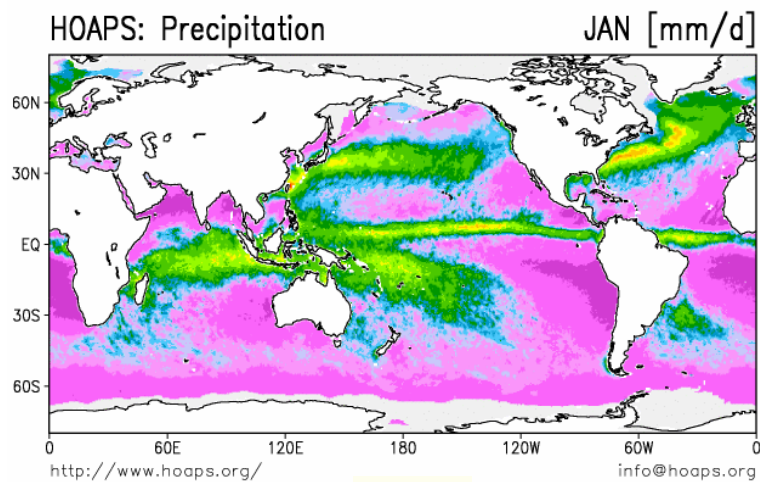 HOAPS: Precipitation JAN [mm/d]
60N
30N
EQ
30S
60S
0 60E 120E 180 120W 60W 0
http://www.hoaps.org/ info@hoaps.org